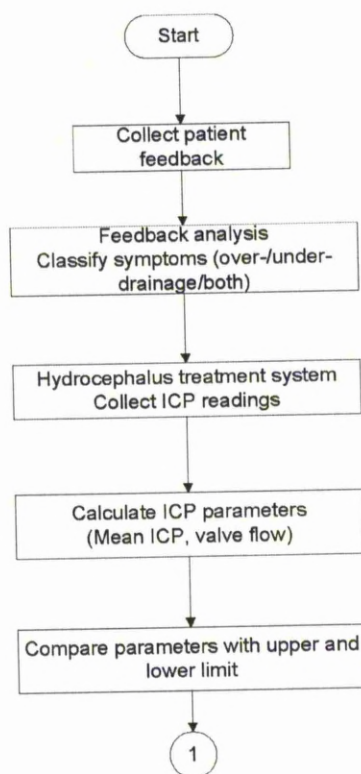 Start
Collect patient
feedback
Feedback analysis
Classify symptoms (over-/under-
drainage/both)
Hydrocephalus treatment system
Collect ICP readings
Calculate ICP parameters
(Mean ICP, valve flow)
Compare parameters with upper and
lower limit
1